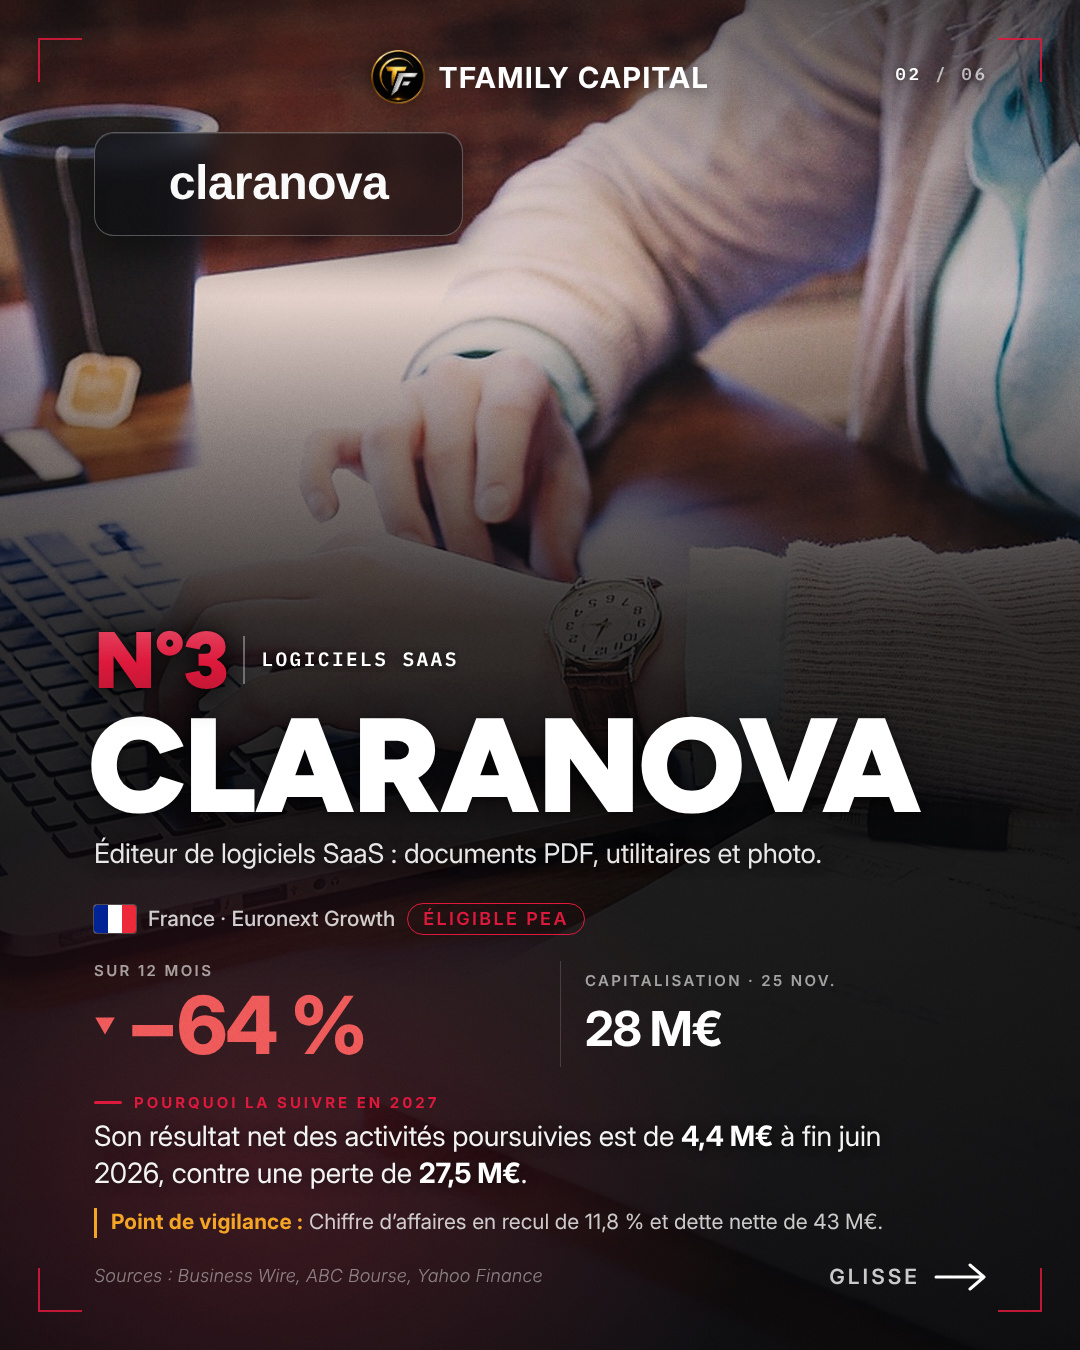 TF TFAMILY CAPITAL
02 / 06
claranova
N°3 LOGICIELS SAAS
CLARANOVA
Éditeur de logiciels SaaS : documents PDF, utilitaires et photo.
France · Euronext Growth ÉLIGIBLE PEA
SUR 12 MOIS
▼ –64 %
CAPITALISATION · 25 NOV.
28 M€
POURQUOI LA SUIVRE EN 2027
Son résultat net des activités poursuivies est de 4,4 M€ à fin juin
2026, contre une perte de 27,5 M€.
Point de vigilance : Chiffre d’affaires en recul de 11,8 % et dette nette de 43 M€.
Sources : Business Wire, ABC Bourse, Yahoo Finance
GLISSE →